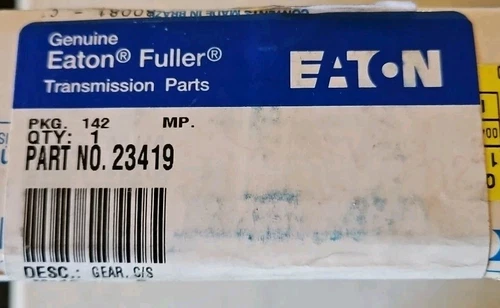 Genuine
Eaton® Fuller®
Transmission Parts
EATON
PKG. 142 MP.
QTY: 1
PART NO. 23419
DESC.: GEAR. C/S